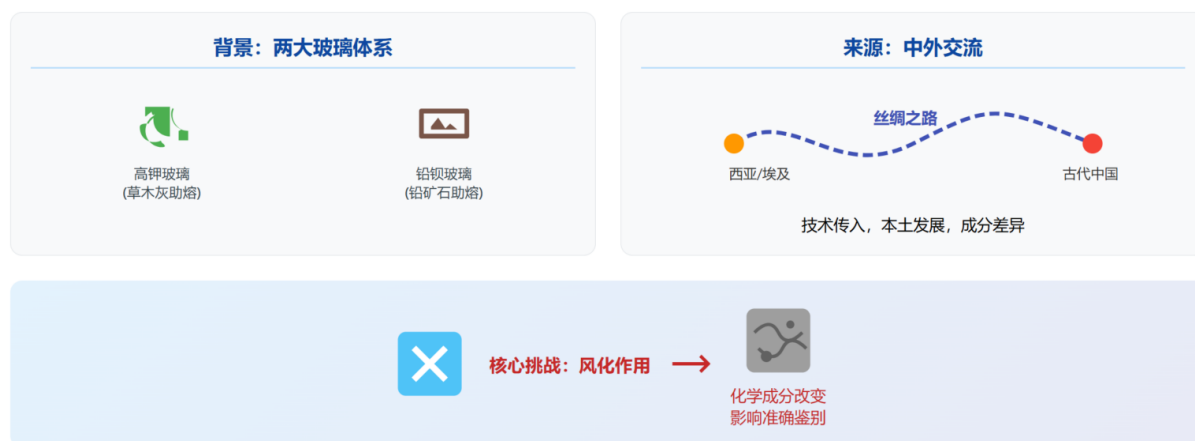 背景：两大玻璃体系
高钾玻璃
(草木灰助熔)
铅钡玻璃
(铅矿石助熔)
来源：中外交流
丝绸之路
西亚/埃及
古代中国
技术传入，本土发展，成分差异
核心挑战：风化作用
化学成分改变
影响准确鉴别